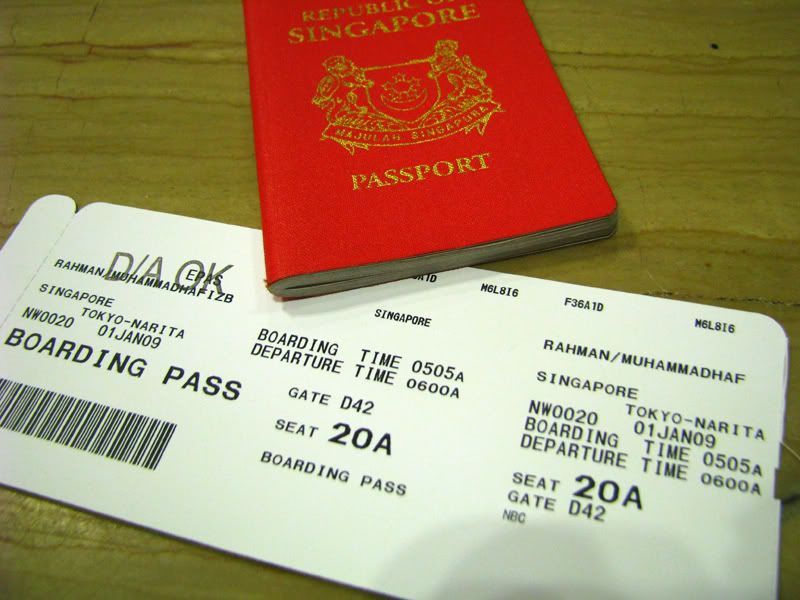 REPUBLIC OF
SINGAPORE
MAJULAH SINGAPURA
PASSPORT
D/A OK
EPAS
RAHMAN/MUHAMMADHAFIZB
SINGAPORE
TOKYO-NARITA
NW0020 01JAN09
BOARDING PASS
M6L8I6
F36A1D
M6L8I6
SINGAPORE
BOARDING TIME 0505A
DEPARTURE TIME 0600A
GATE D42
SEAT 20A
BOARDING PASS
RAHMAN/MUHAMMADHAF
SINGAPORE
TOKYO-NARITA
NW0020 01JAN09
BOARDING TIME 0505A
DEPARTURE TIME 0600A
SEAT 20A
GATE D42
NBC